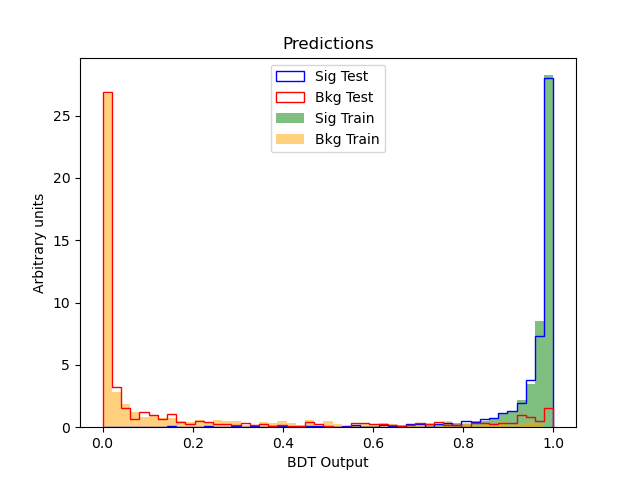 Predictions
Sig Test
Bkg Test
Sig Train
Bkg Train
Arbitrary units
25
20
15
10
5
0
0.0 0.2 0.4 0.6 0.8 1.0
BDT Output